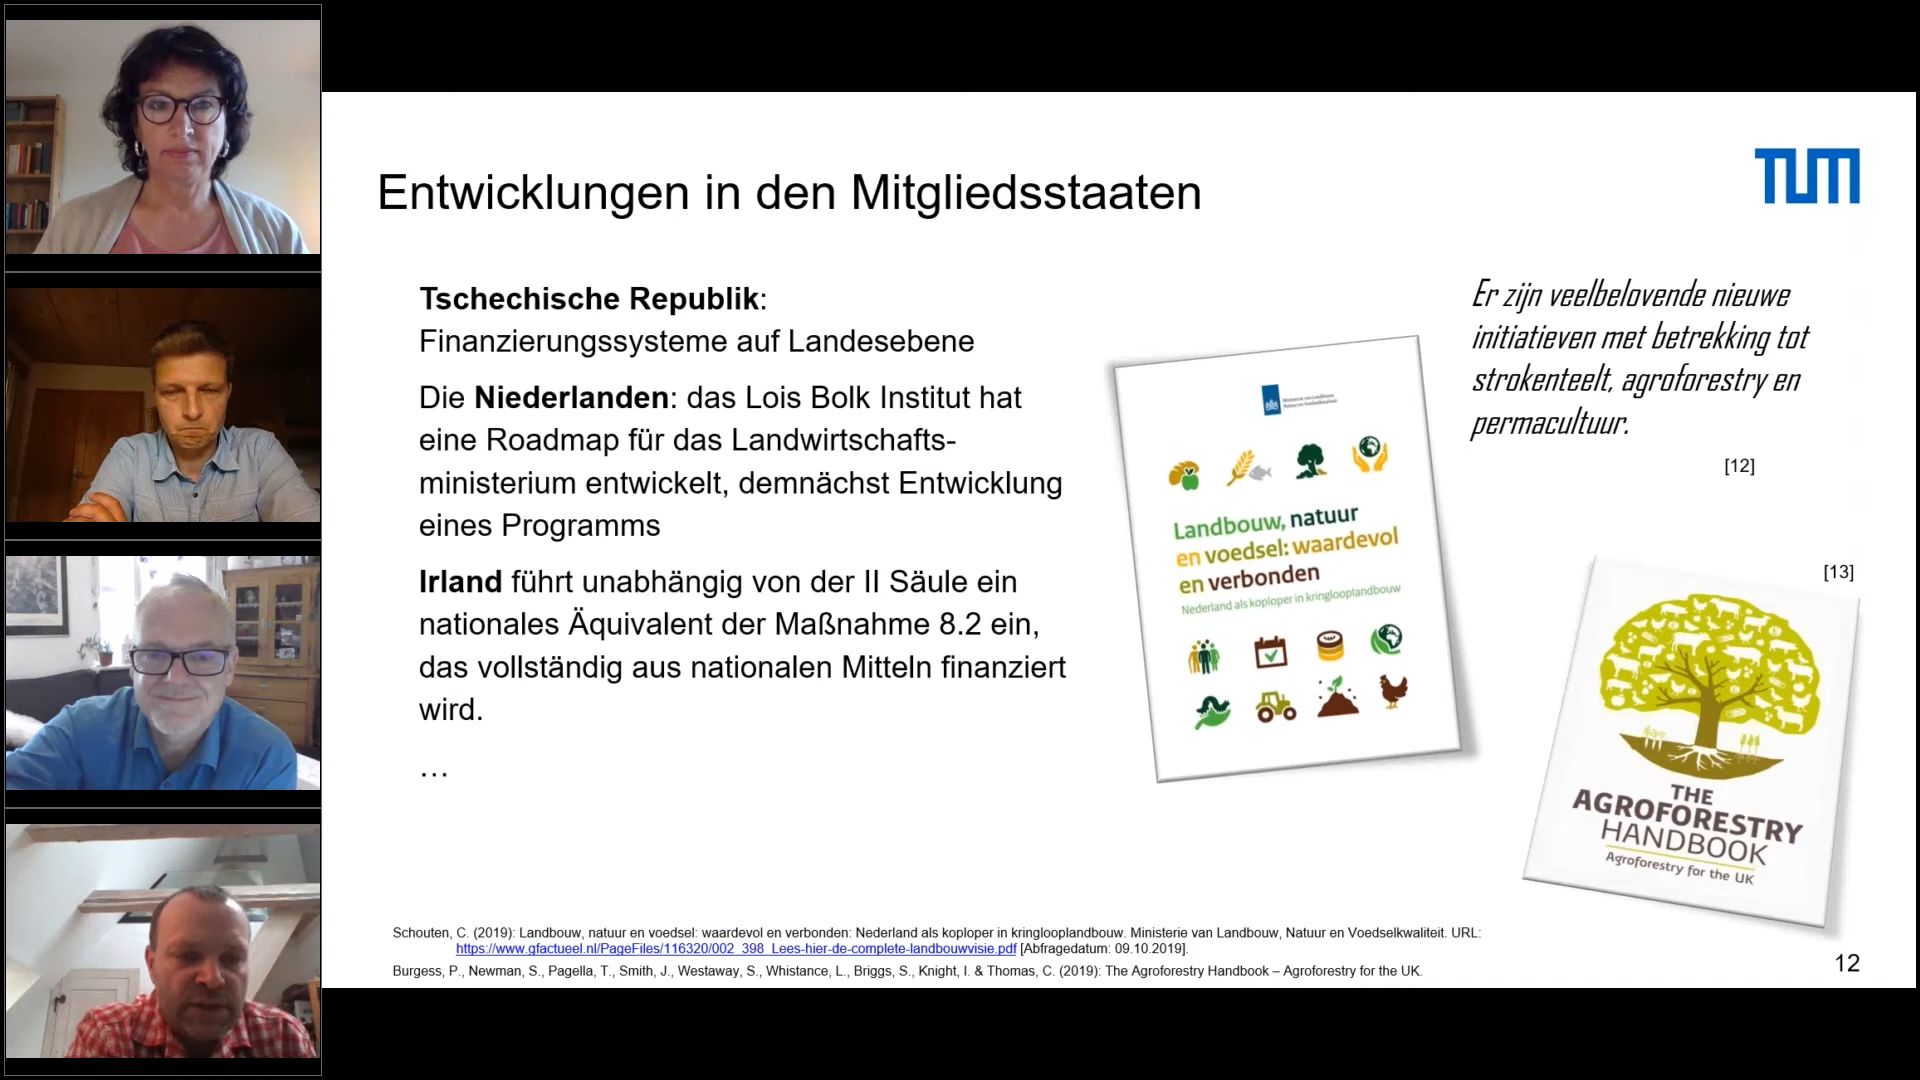 TUM
Entwicklungen in den Mitgliedsstaaten
Tschechische Republik:
Finanzierungssysteme auf Landesebene
Die Niederlanden: das Lois Bolk Institut hat
eine Roadmap für das Landwirtschafts-
ministerium entwickelt, demnächst Entwicklung
eines Programms
Irland führt unabhängig von der II Säule ein
nationales Äquivalent der Maßnahme 8.2 ein,
das vollständig aus nationalen Mitteln finanziert
wird.
…
Er zijn veelbelovende nieuwe
initiatieven met betrekking tot
strokenteelt, agroforestry en
permacultuur.
[12]
Ministerie van Landbouw,
Natuur en Voedselkwaliteit
Landbouw, natuur
en voedsel: waardevol
en verbonden
Nederland als koploper in kringlooplandbouw
[13]
THE
AGROFORESTRY
HANDBOOK
Agroforestry for the UK
Schouten, C. (2019): Landbouw, natuur en voedsel: waardevol en verbonden: Nederland als koploper in kringlooplandbouw. Ministerie van Landbouw, Natuur en Voedselkwaliteit. URL:
https://www.gfactueel.nl/PageFiles/116320/002_398_Lees-hier-de-complete-landbouwvisie.pdf [Abfragedatum: 09.10.2019].
Burgess, P., Newman, S., Pagella, T., Smith, J., Westaway, S., Whistance, L., Briggs, S., Knight, I. & Thomas, C. (2019): The Agroforestry Handbook – Agroforestry for the UK.
12